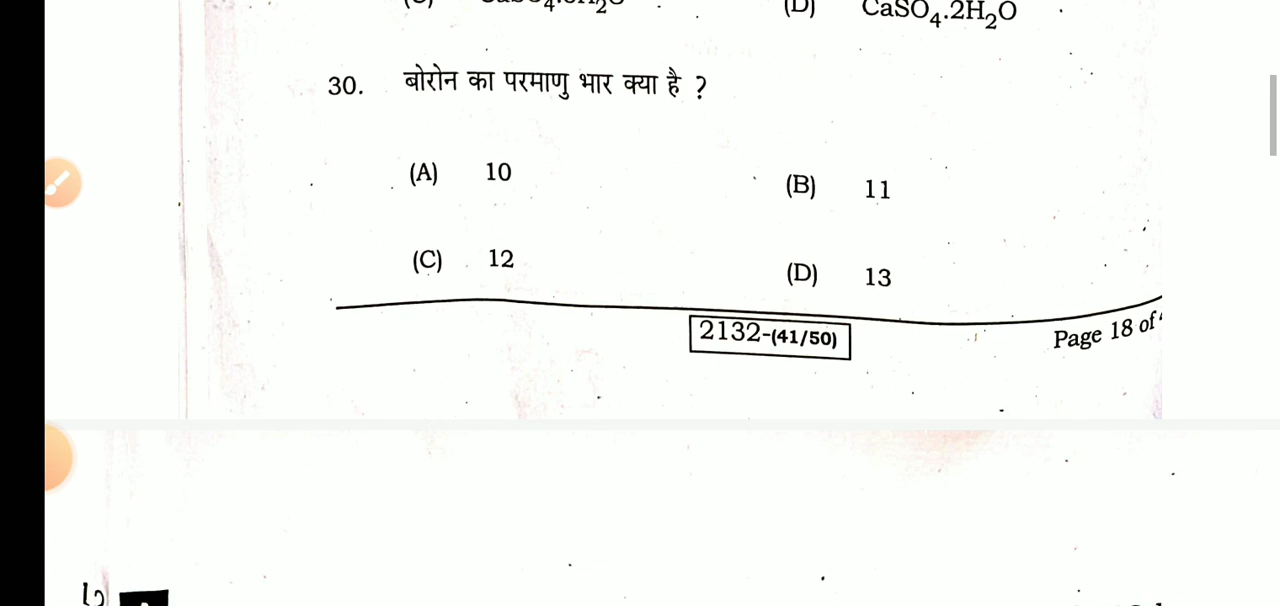 (D) CaSO₄.2H₂O
30. बोरोन का परमाणु भार क्या है ?
(A) 10 (B) 11
(C) 12 (D) 13
2132-(41/50)
Page 18 of